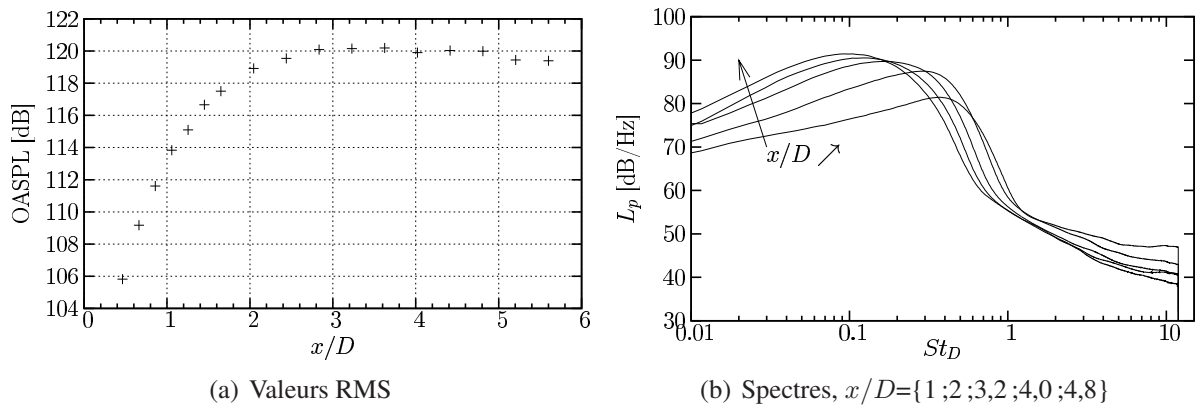 122
120
118
116
114
112
110
108
106
104
OASPL [dB]
0 1 2 3 4 5 6
x/D
(a) Valeurs RMS
100
90
80
70
60
50
40
30
L_p [dB/Hz]
x/D ↗
0.01 0.1 1 10
St_D
(b) Spectres, x/D={1 ;2 ;3,2 ;4,0 ;4,8}